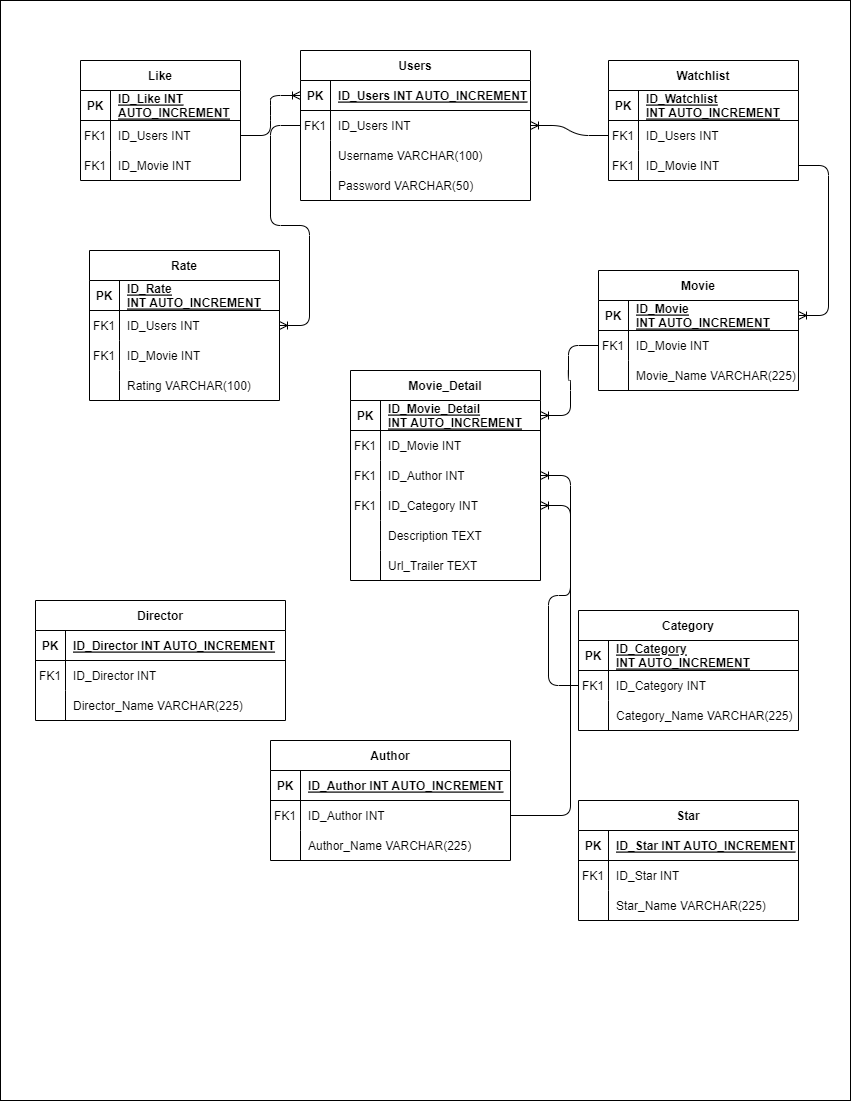 Like
PK
ID_Like INT
AUTO_INCREMENT
FK1 ID_Users INT
FK1 ID_Movie INT
Users
PK ID_Users INT AUTO_INCREMENT
FK1 ID_Users INT
Username VARCHAR(100)
Password VARCHAR(50)
Watchlist
PK
ID_Watchlist
INT AUTO_INCREMENT
FK1 ID_Users INT
FK1 ID_Movie INT
Rate
PK
ID_Rate
INT AUTO_INCREMENT
FK1 ID_Users INT
FK1 ID_Movie INT
Rating VARCHAR(100)
Movie
PK
ID_Movie
INT AUTO_INCREMENT
FK1 ID_Movie INT
Movie_Name VARCHAR(225)
Movie_Detail
PK
ID_Movie_Detail
INT AUTO_INCREMENT
FK1 ID_Movie INT
FK1 ID_Author INT
FK1 ID_Category INT
Description TEXT
Url_Trailer TEXT
Director
PK ID_Director INT AUTO_INCREMENT
FK1 ID_Director INT
Director_Name VARCHAR(225)
Category
PK
ID_Category
INT AUTO_INCREMENT
FK1 ID_Category INT
Category_Name VARCHAR(225)
Author
PK ID_Author INT AUTO_INCREMENT
FK1 ID_Author INT
Author_Name VARCHAR(225)
Star
PK ID_Star INT AUTO_INCREMENT
FK1 ID_Star INT
Star_Name VARCHAR(225)